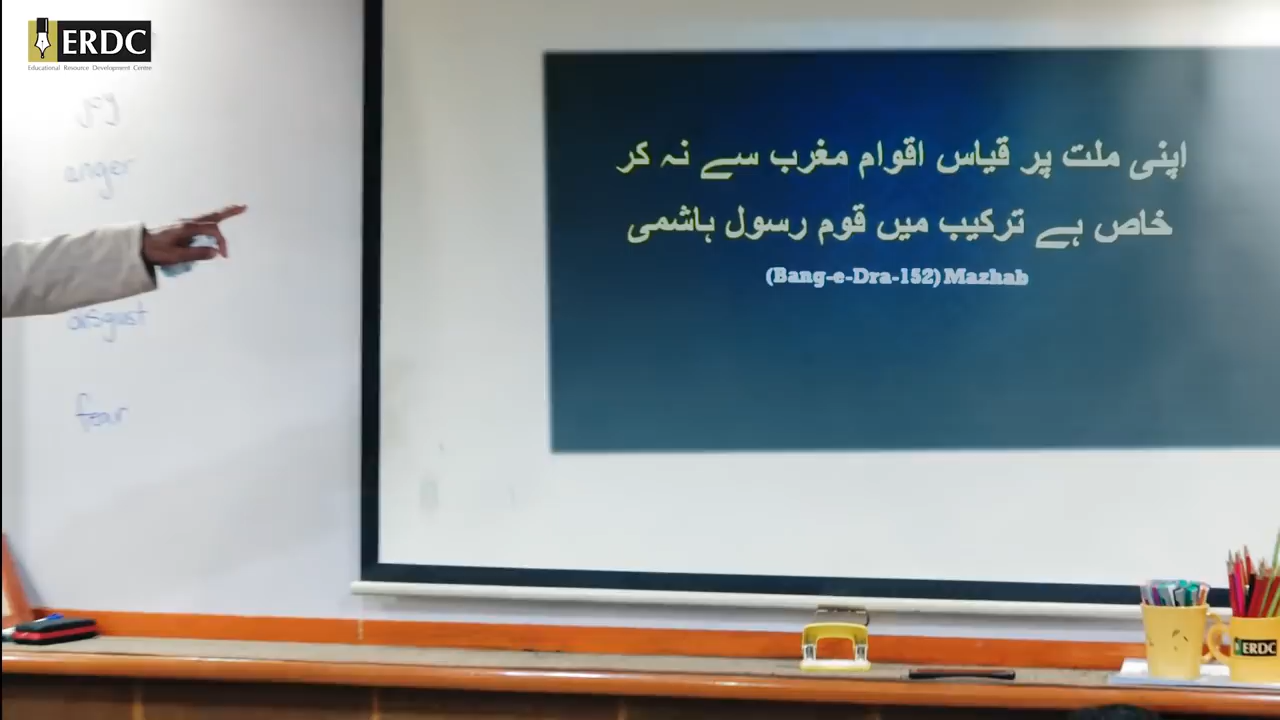 ERDC
Educational Resource Development Centre
joy
anger
disgust
fear
اپنی ملت پر قیاس اقوام مغرب سے نہ کر
خاص ہے ترکیب میں قوم رسول ہاشمی
(Bang-e-Dra-152) Mazhab
ERDC